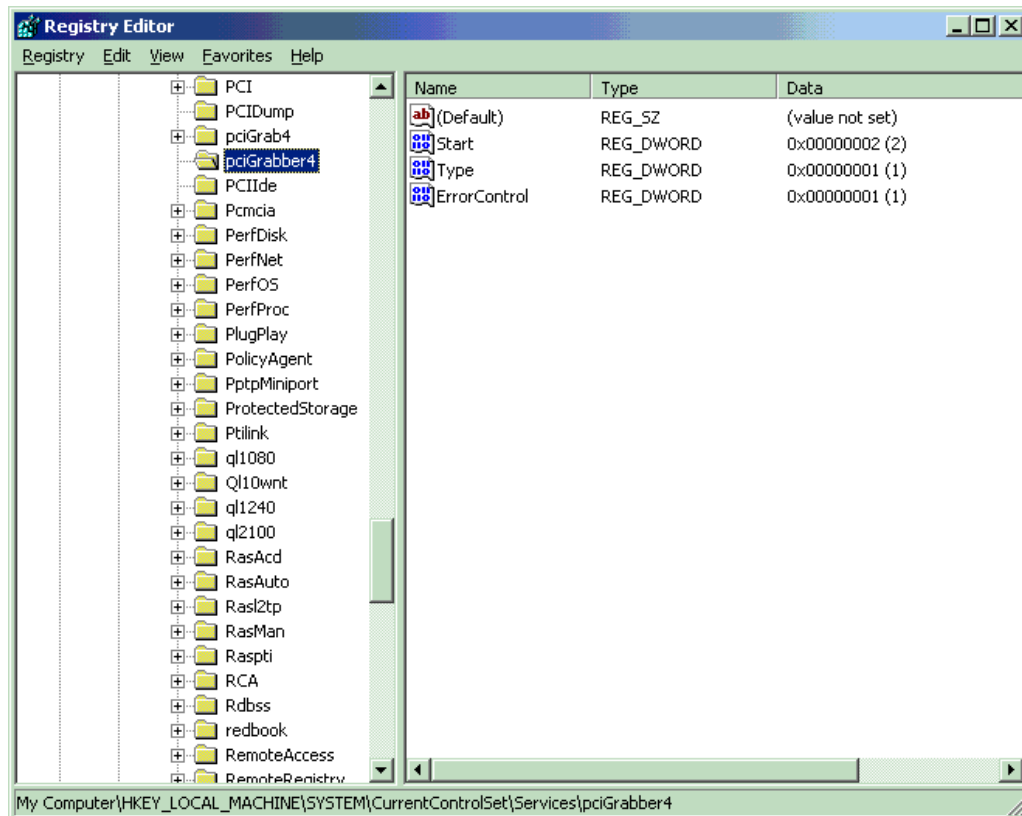 Registry Editor
Registry Edit View Favorites Help
PCI
PCIDump
pciGrab4
pciGrabber4
PCIIde
Pcmcia
PerfDisk
PerfNet
PerfOS
PerfProc
PlugPlay
PolicyAgent
PptpMiniport
ProtectedStorage
Ptilink
ql1080
Ql10wnt
ql1240
ql2100
RasAcd
RasAuto
Rasl2tp
RasMan
Raspti
RCA
Rdbss
redbook
RemoteAccess
RemoteRegistry
Name Type Data
(Default) REG_SZ (value not set)
Start REG_DWORD 0x00000002 (2)
Type REG_DWORD 0x00000001 (1)
ErrorControl REG_DWORD 0x00000001 (1)
My Computer\HKEY_LOCAL_MACHINE\SYSTEM\CurrentControlSet\Services\pciGrabber4